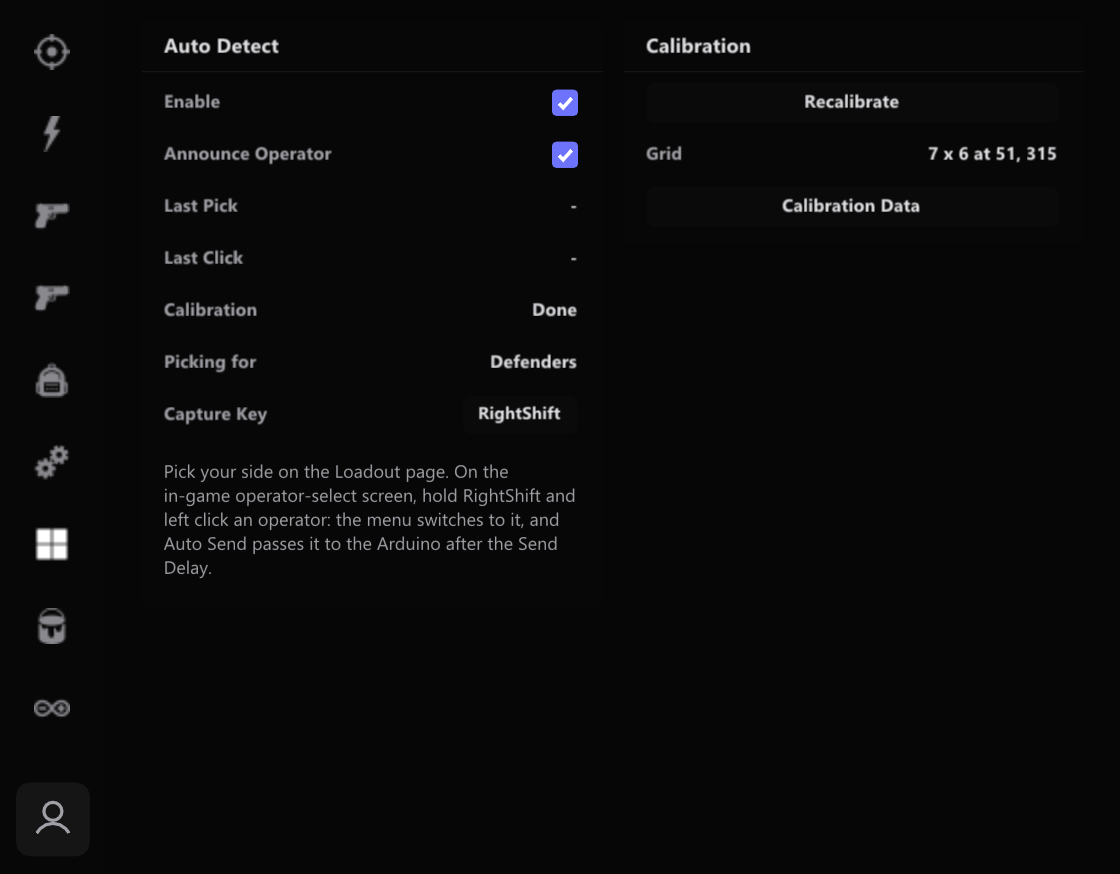 Auto Detect
Enable
Announce Operator
Last Pick -
Last Click -
Calibration Done
Picking for Defenders
Capture Key RightShift
Pick your side on the Loadout page. On the
in-game operator-select screen, hold RightShift and
left click an operator: the menu switches to it, and
Auto Send passes it to the Arduino after the Send
Delay.
Calibration
Recalibrate
Grid 7 x 6 at 51, 315
Calibration Data